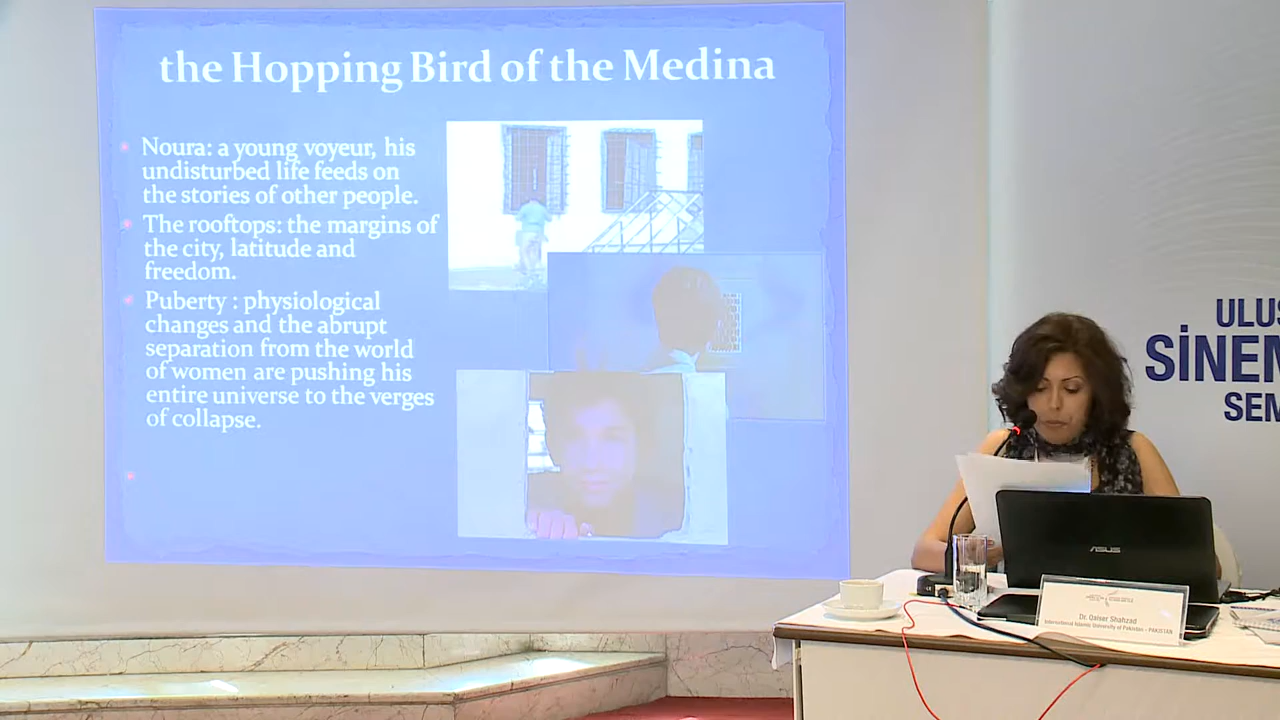 the Hopping Bird of the Medina
Noura: a young voyeur, his
undisturbed life feeds on
the stories of other people.
The rooftops: the margins of
the city, latitude and
freedom.
Puberty : physiological
changes and the abrupt
separation from the world
of women are pushing his
entire universe to the verges
of collapse.
ULUS
SİNEM
SEM
ASUS
Dr. Qaiser Shahzad
International Islamic University of Pakistan - PAKISTAN